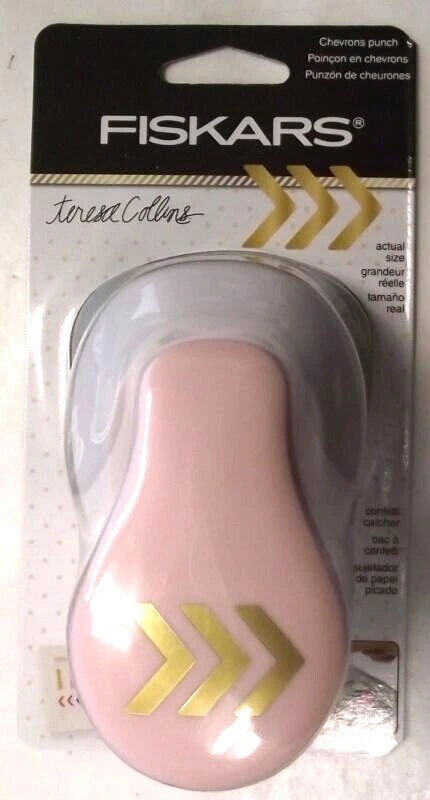 Chevrons punch
Poinçon en chevrons
Punzón de cheurones
FISKARS®
teresa Collins
actual
size
grandeur
réelle
tamaño
real
confetti
catcher
bac à
confetti
sujetador
de papel
picado